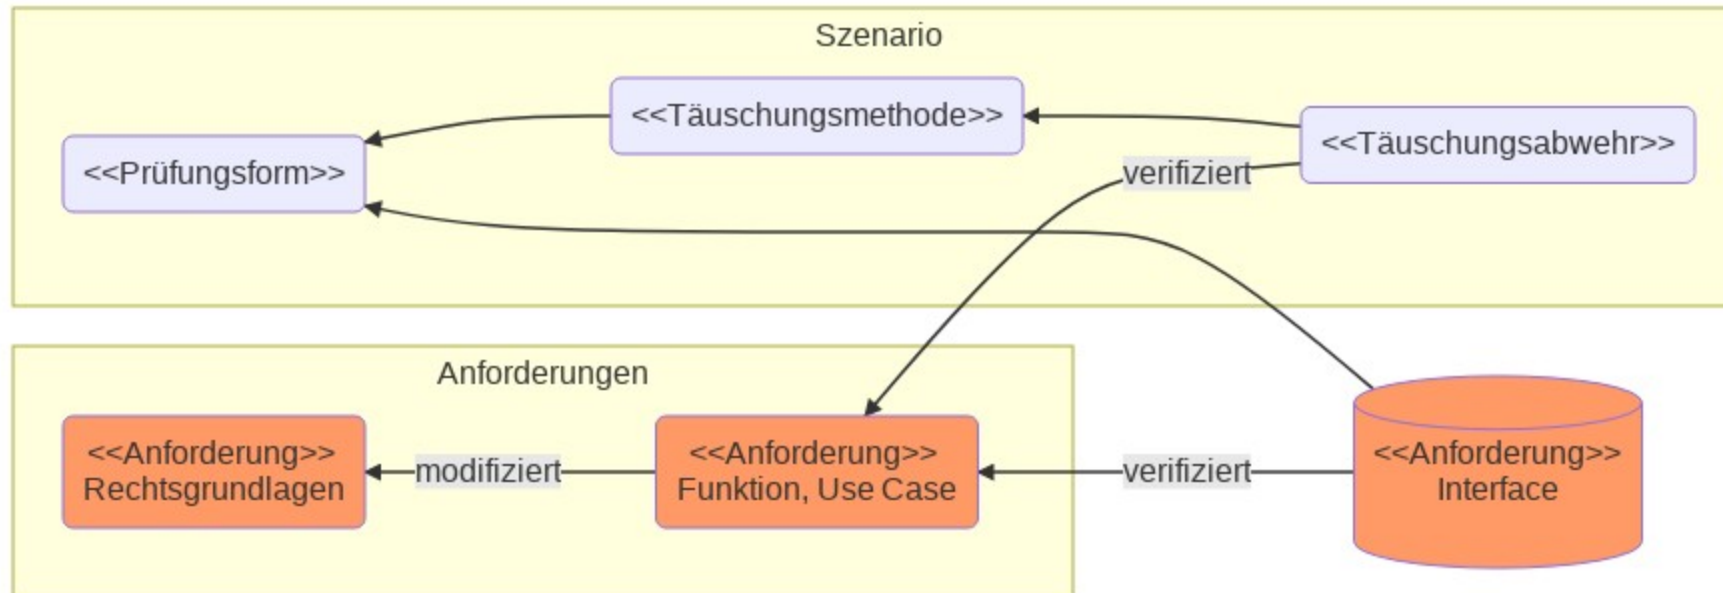 Szenario
<<Täuschungsmethode>>
<<Täuschungsabwehr>>
<<Prüfungsform>>
verifiziert
Anforderungen
<<Anforderung>>
Rechtsgrundlagen
modifiziert
<<Anforderung>>
Funktion, Use Case
verifiziert
<<Anforderung>>
Interface